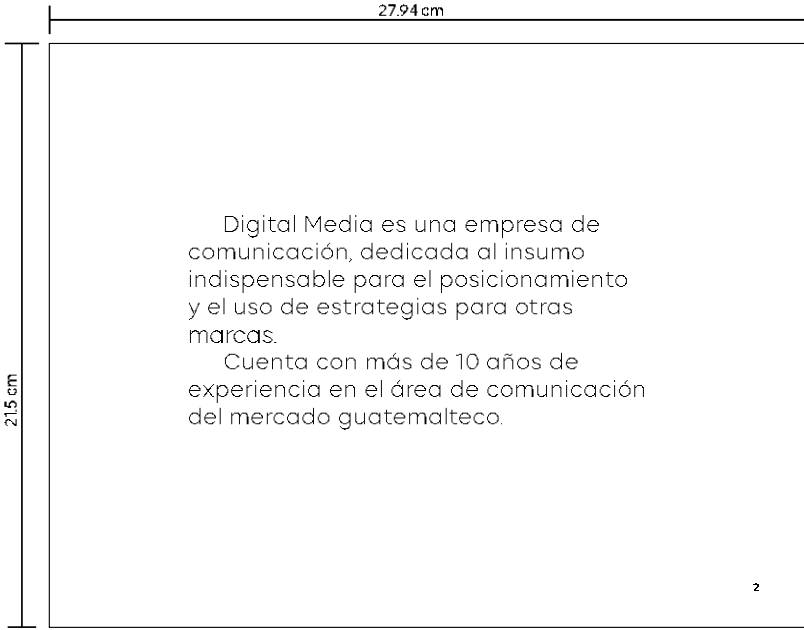 27.94 cm
21.5 cm
Digital Media es una empresa de
comunicación, dedicada al insumo
indispensable para el posicionamiento
y el uso de estrategias para otras
marcas.
Cuenta con más de 10 años de
experiencia en el área de comunicación
del mercado guatemalteco.
2